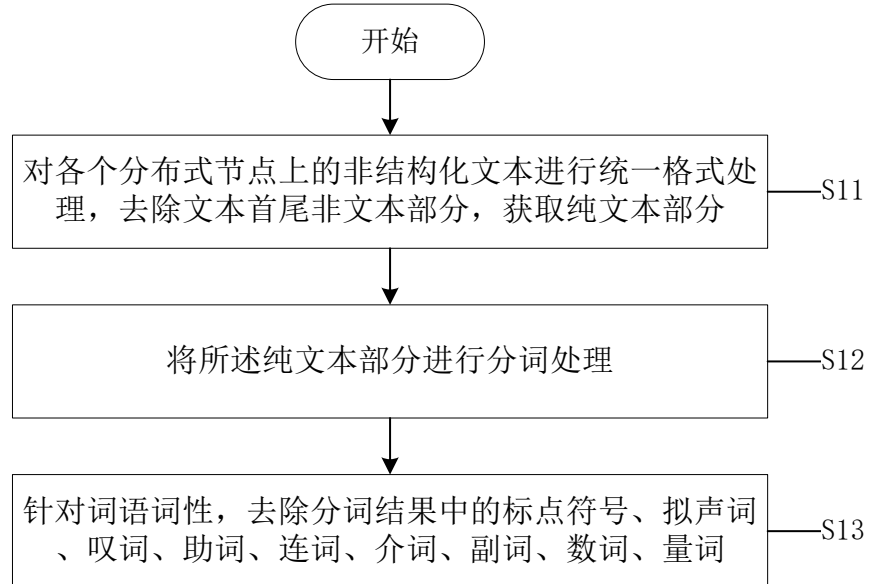 开始
对各个分布式节点上的非结构化文本进行统一格式处
理，去除文本首尾非文本部分，获取纯文本部分
S11
将所述纯文本部分进行分词处理
S12
针对词语词性，去除分词结果中的标点符号、拟声词
、叹词、助词、连词、介词、副词、数词、量词
S13